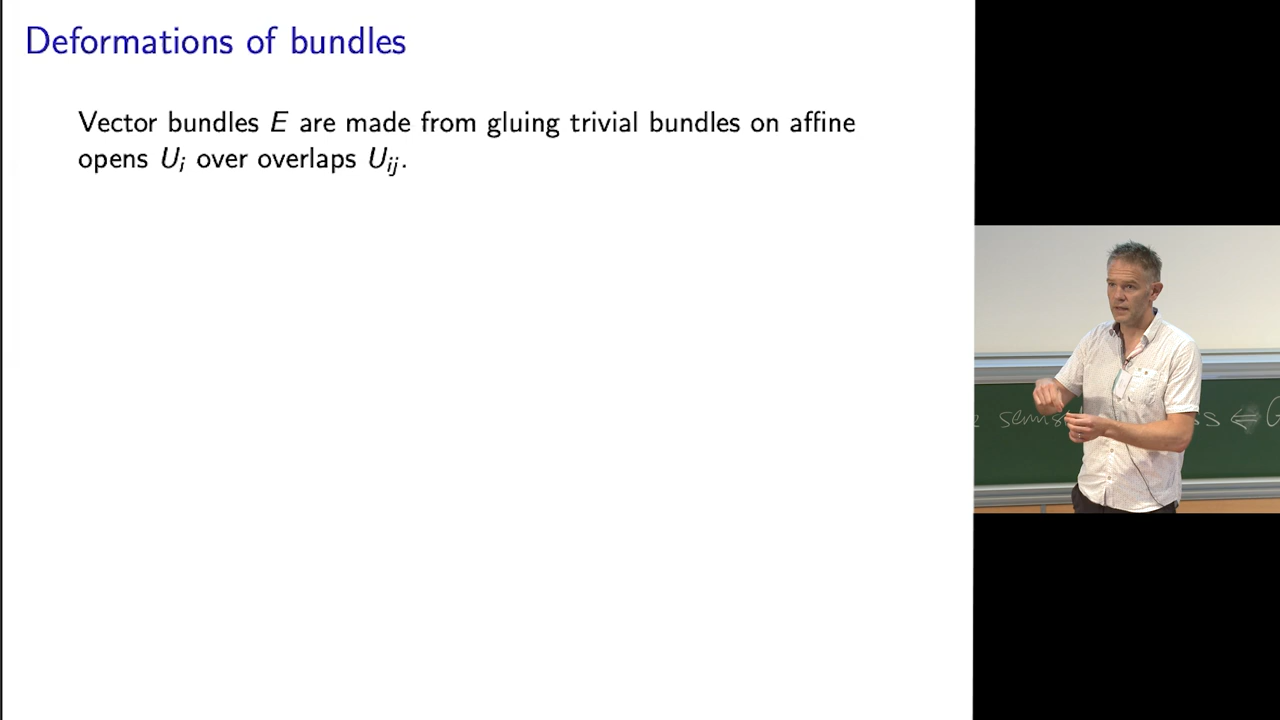 Deformations of bundles
Vector bundles E are made from gluing trivial bundles on affine
opens U_i over overlaps U_ij.